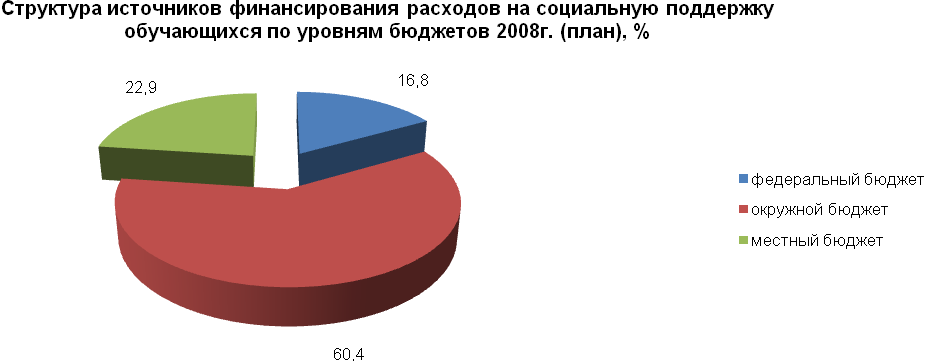 Структура источников финансирования расходов на социальную поддержку
обучающихся по уровням бюджетов 2008г. (план), %
16,8
22,9
федеральный бюджет
окружной бюджет
местный бюджет
60,4